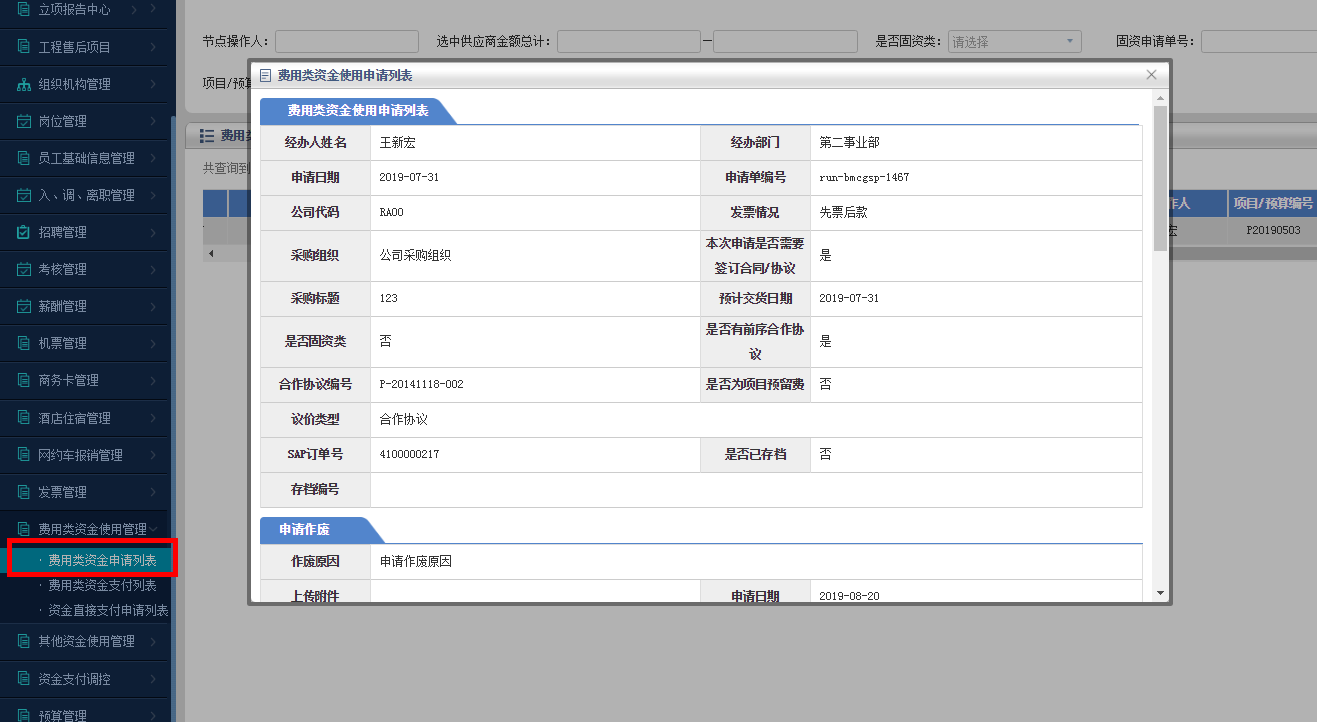 立项报告中心
工程售后项目
组织机构管理
岗位管理
员工基础信息管理
入、调、离职管理
招聘管理
考核管理
薪酬管理
机票管理
商务卡管理
酒店住宿管理
网约车报销管理
发票管理
费用类资金使用管理
· 费用类资金申请列表
· 费用类资金支付列表
· 资金直接支付申请列表
其他资金使用管理
资金支付调控
预算管理
节点操作人： 选中供应商金额总计： — 是否固资类： 请选择 固资申请单号：
项目/预算
费用类
共查询到
作人 项目/预算编号
宏 P20190503
费用类资金使用申请列表
费用类资金使用申请列表
经办人姓名 王新宏 经办部门 第二事业部
申请日期 2019-07-31 申请单编号 run-bmcgsp-1467
公司代码 RA00 发票情况 先票后款
采购组织 公司采购组织 本次申请是否需要
签订合同/协议 是
采购标题 123 预计交货日期 2019-07-31
是否固资类 否 是否有前序合作协
议 是
合作协议编号 P-20141118-002 是否为项目预留费 否
议价类型 合作协议
SAP订单号 4100000217 是否已存档 否
存档编号
申请作废
作废原因 申请作废原因
上传附件 申请日期 2019-08-20